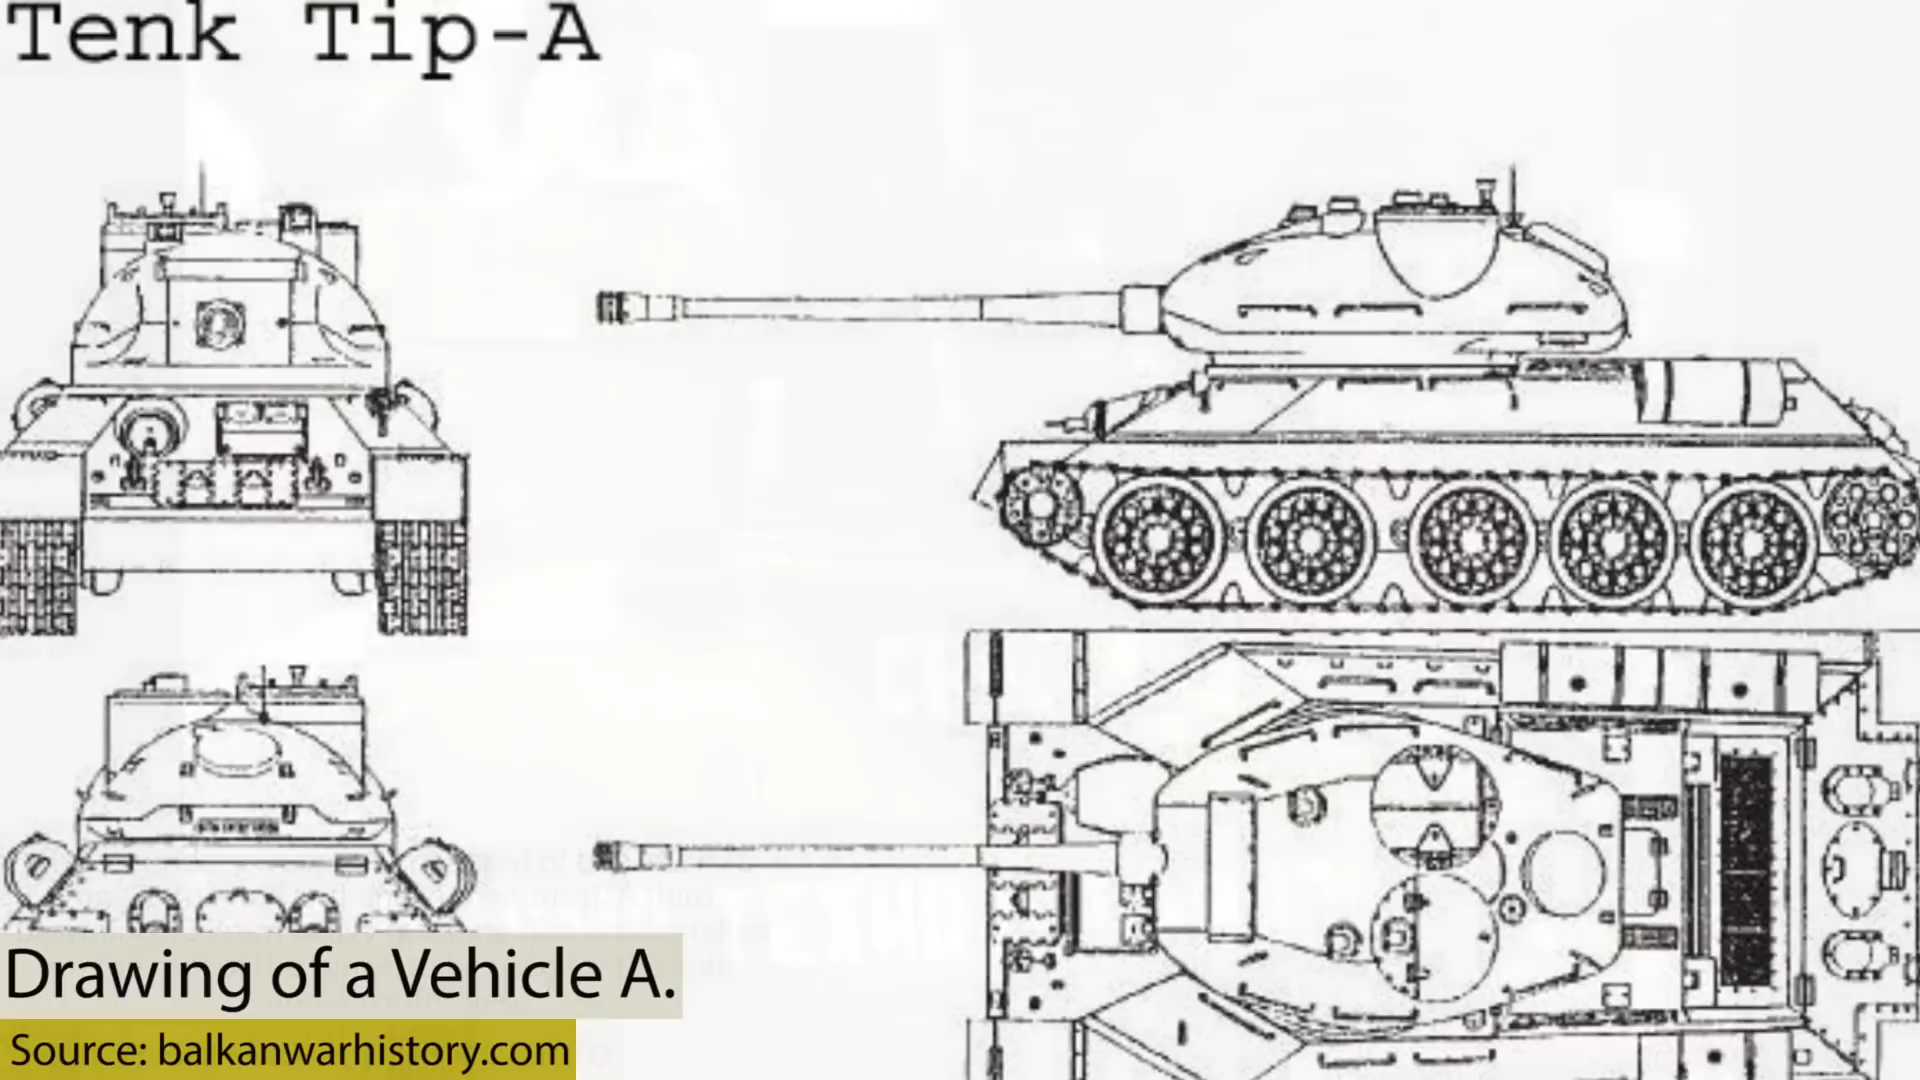 Tenk Tip-A
Drawing of a Vehicle A.
Source: balkanwarhistory.com